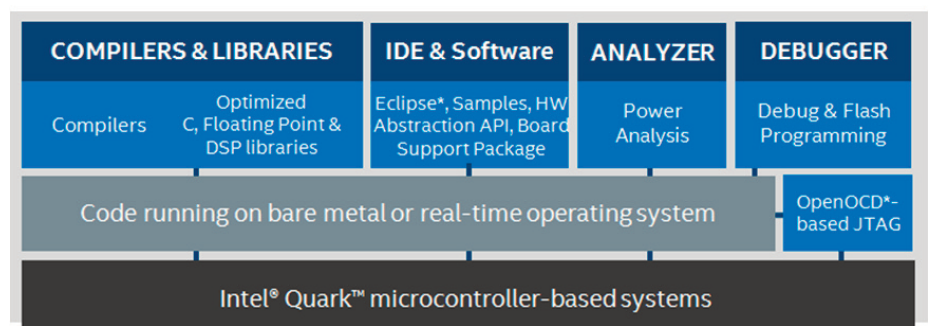 COMPILERS & LIBRARIES
Compilers
Optimized
C, Floating Point &
DSP libraries
IDE & Software
Eclipse*, Samples, HW
Abstraction API, Board
Support Package
ANALYZER
Power
Analysis
DEBUGGER
Debug & Flash
Programming
Code running on bare metal or real-time operating system
OpenOCD*-
based JTAG
Intel® Quark™ microcontroller-based systems